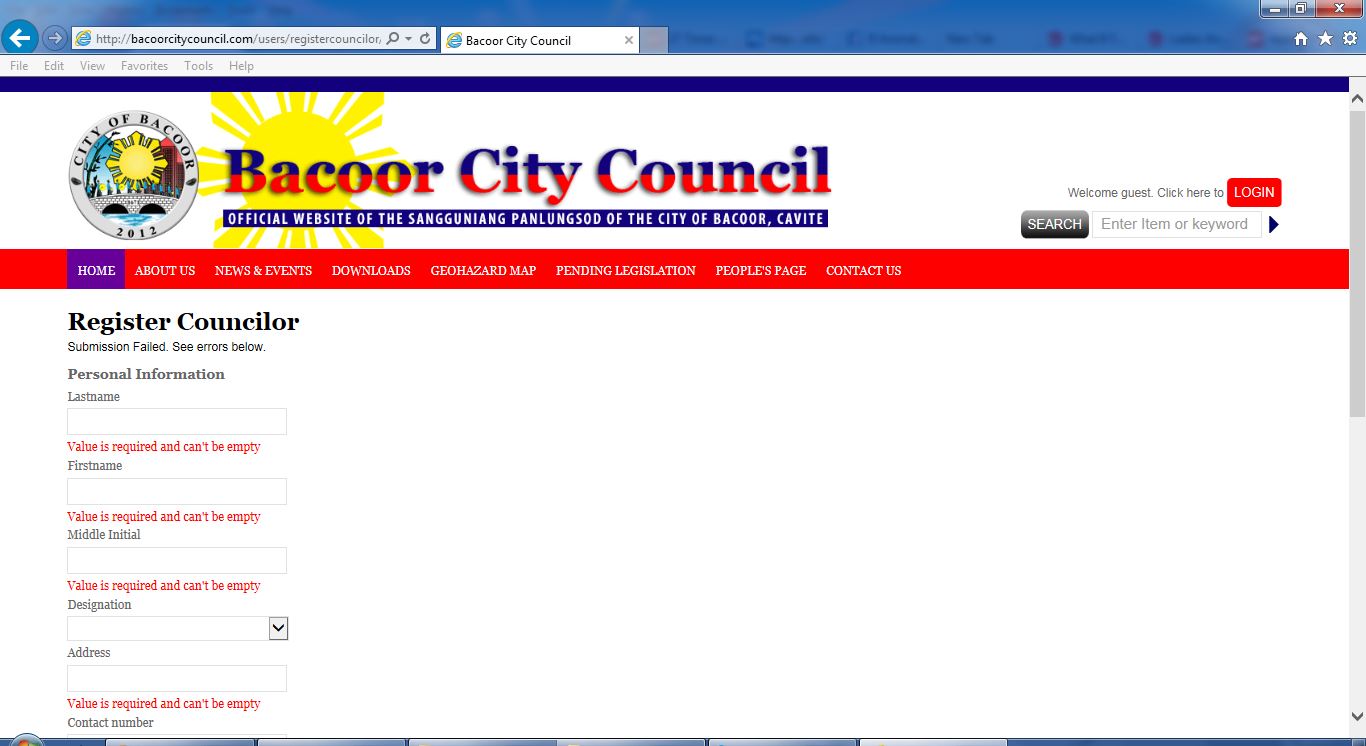 http://bacoorcitycouncil.com/users/registercouncilor/
Bacoor City Council
File Edit View Favorites Tools Help
CITY OF BACOOR
2012
Bacoor City Council
OFFICIAL WEBSITE OF THE SANGGUNIANG PANLUNGSOD OF THE CITY OF BACOOR, CAVITE
Welcome guest. Click here to LOGIN
SEARCH Enter Item or keyword
HOME ABOUT US NEWS & EVENTS DOWNLOADS GEOHAZARD MAP PENDING LEGISLATION PEOPLE'S PAGE CONTACT US
Register Councilor
Submission Failed. See errors below.
Personal Information
Lastname
Value is required and can't be empty
Firstname
Value is required and can't be empty
Middle Initial
Value is required and can't be empty
Designation
Address
Value is required and can't be empty
Contact number